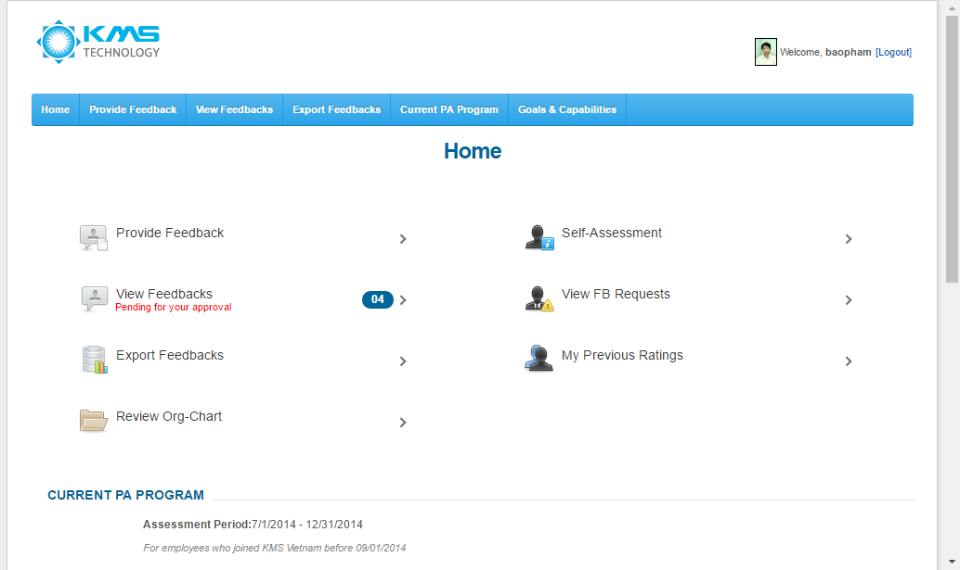 KMS
TECHNOLOGY
Welcome, baopham [Logout]
Home Provide Feedback View Feedbacks Export Feedbacks Current PA Program Goals & Capabilities
Home
Provide Feedback
Self-Assessment
View Feedbacks
Pending for your approval
04
View FB Requests
Export Feedbacks
My Previous Ratings
Review Org-Chart
CURRENT PA PROGRAM
Assessment Period:7/1/2014 - 12/31/2014
For employees who joined KMS Vietnam before 09/01/2014